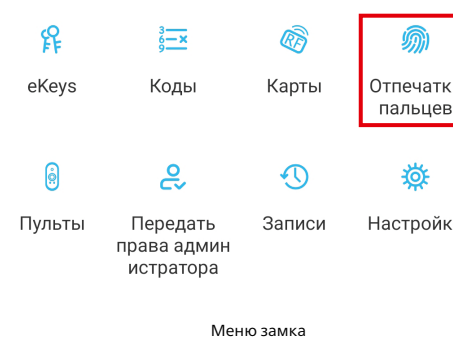 eKeys Коды Карты Отпечатк
пальцев
Пульты Передать Записи Настройк
права админ
истратора
Меню замка